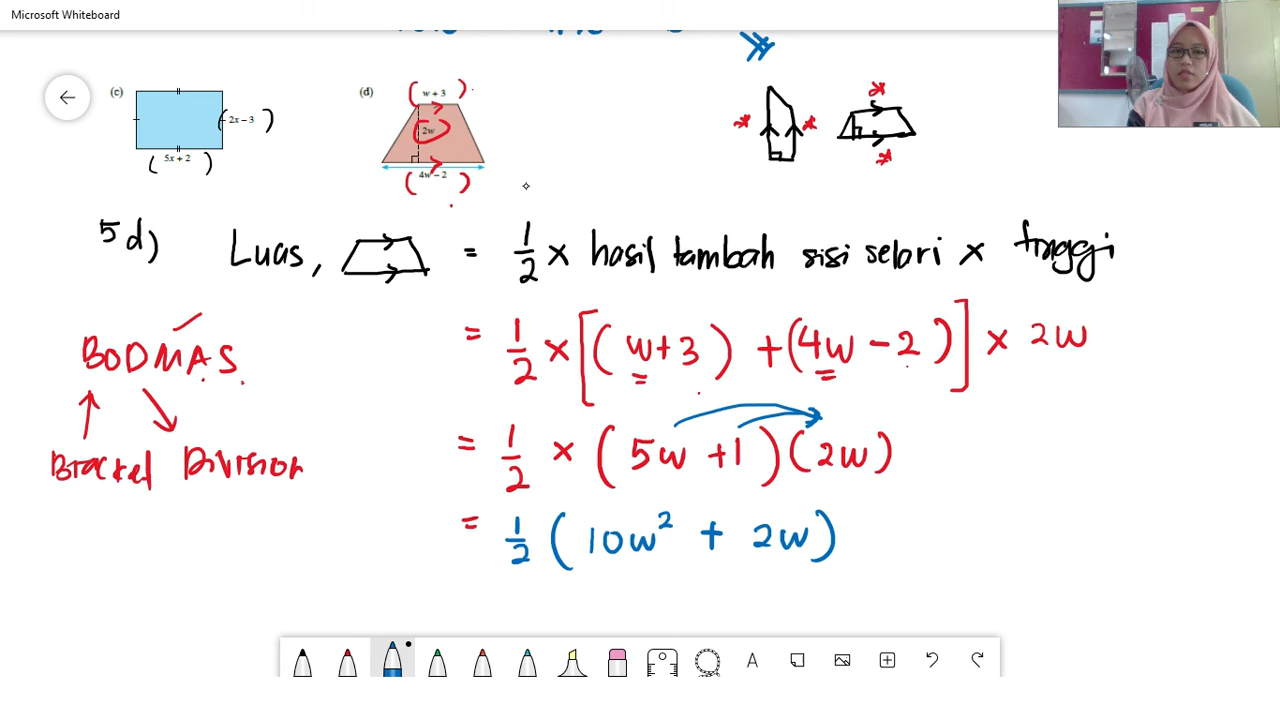 Microsoft Whiteboard
(c)
(2x – 3)
(5x + 2)
(d)
(w + 3)
(2w)
(4w – 2)
5d) Luas, = 1/2 x hasil tambah sisi selari x tinggi
= 1/2 x [(w+3) + (4w – 2)] x 2w
BODMAS
= 1/2 x (5w + 1)(2w)
Bracket Division
= 1/2 (10w² + 2w)
A